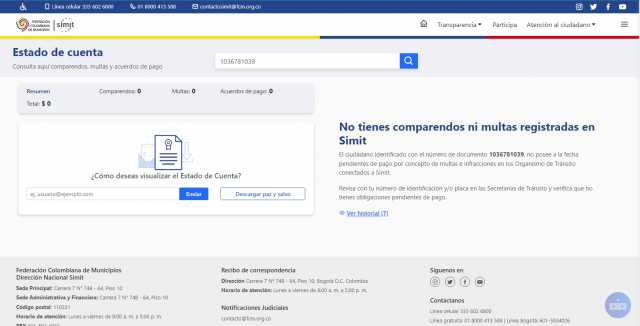 Línea celular 333 602 6000   01 8000 413 588   contactosimit@fcm.org.co
FEDERACIÓN COLOMBIANA DE MUNICIPIOS | simit
Transparencia   Participa   Atención al ciudadano
Estado de cuenta
Consulta aquí comparendos, multas y acuerdos de pago
1036781039
Resumen   Comparendos: 0   Multas: 0   Acuerdos de pago: 0
Total: $ 0
¿Cómo deseas visualizar el Estado de Cuenta?
ej. usuario@ejemplo.com   Enviar   Descargar paz y salvo
No tienes comparendos ni multas registradas en
Simit
El ciudadano identificado con el número de documento 1036781039, no posee a la fecha
pendientes de pago por concepto de multas e infracciones en los Organismo de Tránsito
conectados a Simit.
Revisa con tu número de identificación y/o placa en las Secretarías de Tránsito y verifica que no
tienes obligaciones pendientes de pago.
Ver historial (7)
Federación Colombiana de Municipios
Dirección Nacional Simit
Sede Principal: Carrera 7 N° 74B - 64, Piso 10
Sede Administrativa y Financiera: Carrera 7 N° 74B - 64, Piso 10
Código postal: 110231
Horario de atención: Lunes a viernes de 8:00 a. m. a 5:00 p. m.
Recibo de correspondencia
Dirección Carrera 7 N° 74B - 64, Piso 10, Bogotá D.C. Colombia
Horario de atención: Lunes a viernes de 8:00 a. m. a 5:00 p. m.
Notificaciones Judiciales
contacto@fcm.org.co
Síguenos en
Contáctanos
Línea celular 333 602 6000
Línea gratuita: 01 8000 413 588 | Línea Bogotá: 601-5934026